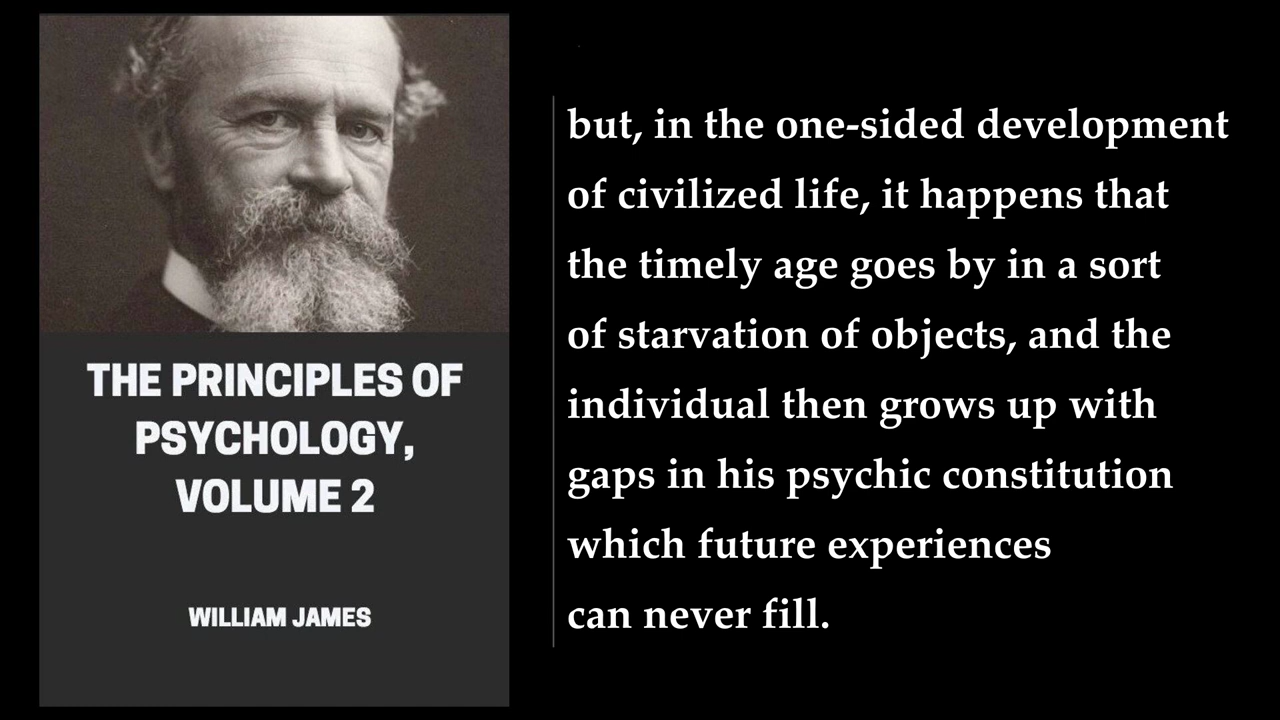 THE PRINCIPLES OF
PSYCHOLOGY,
VOLUME 2
WILLIAM JAMES
but, in the one-sided development
of civilized life, it happens that
the timely age goes by in a sort
of starvation of objects, and the
individual then grows up with
gaps in his psychic constitution
which future experiences
can never fill.